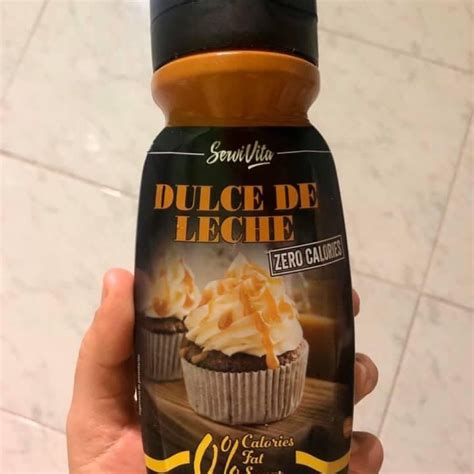 ServiVita
DULCE DE
LECHE
ZERO CALORIES
0%
Calories
Fat